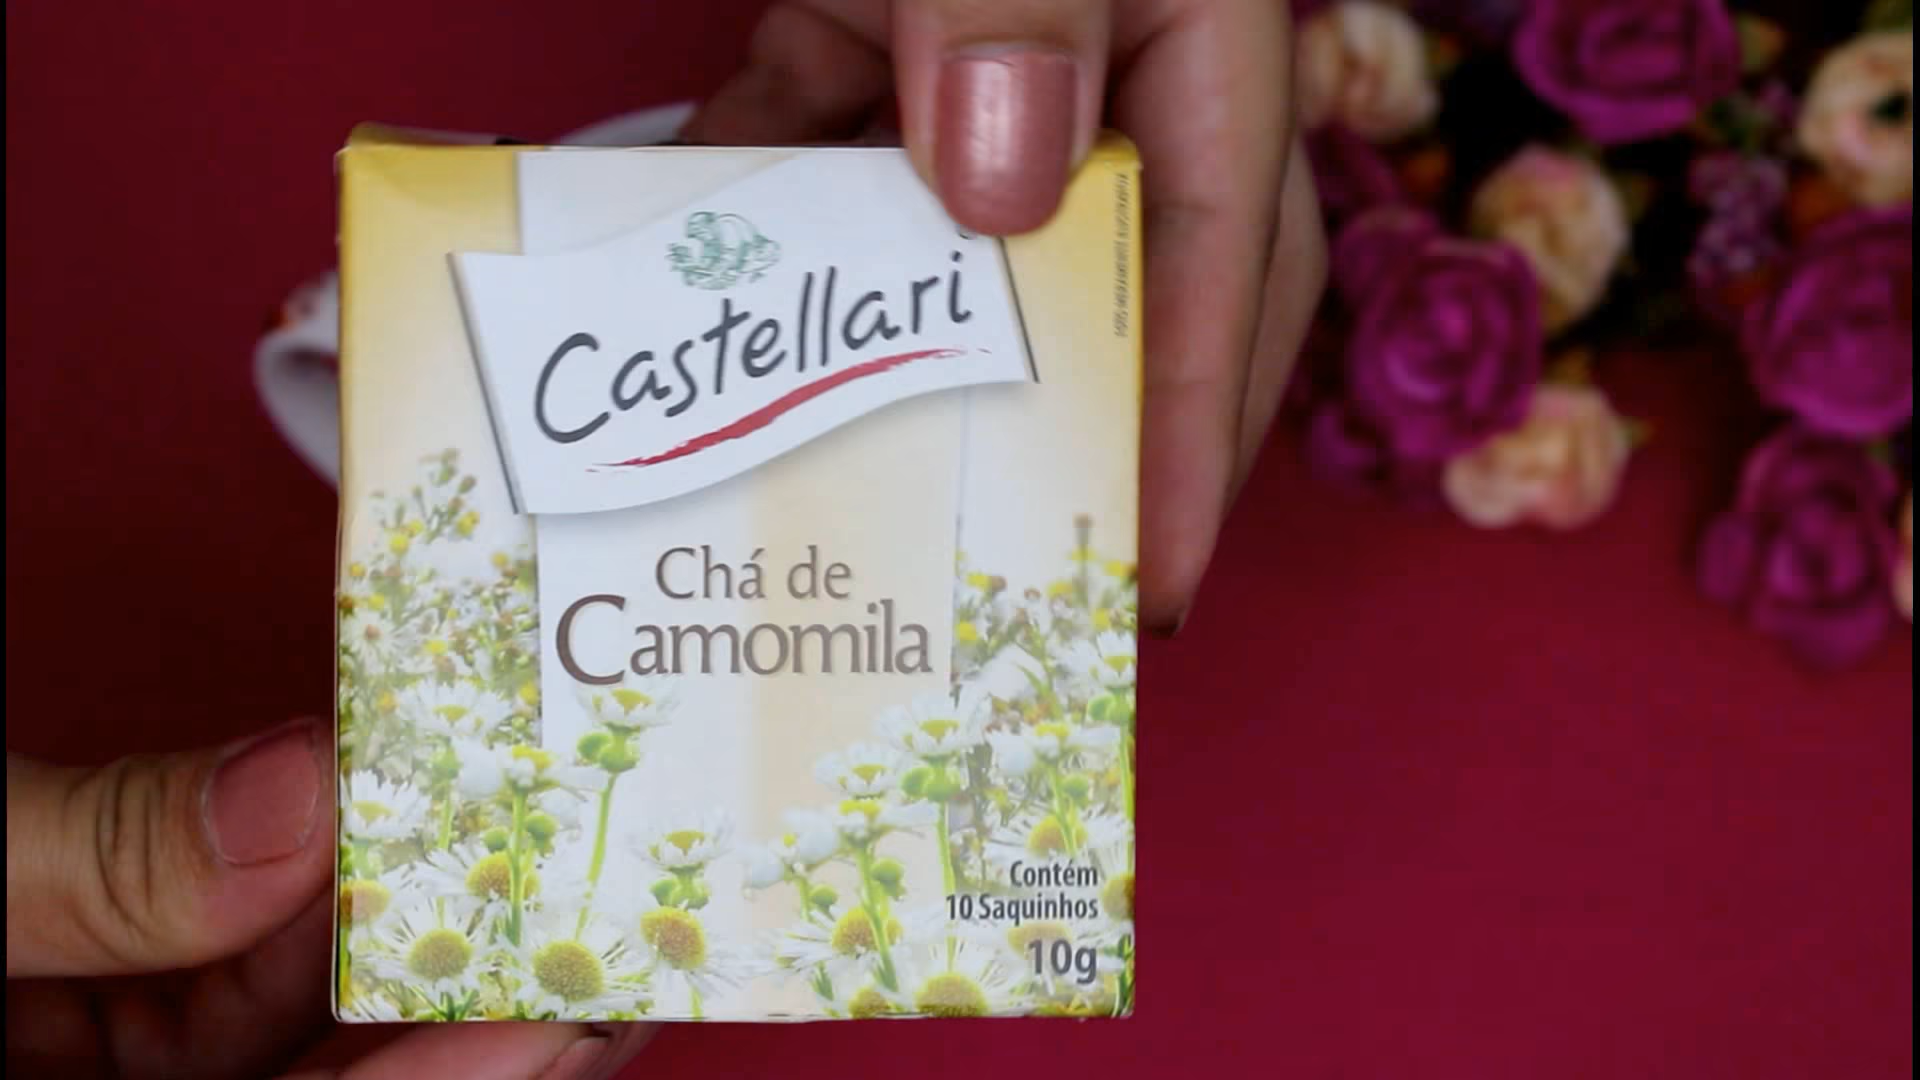 Castellari
Chá de
Camomila
Contém
10 Saquinhos
10g